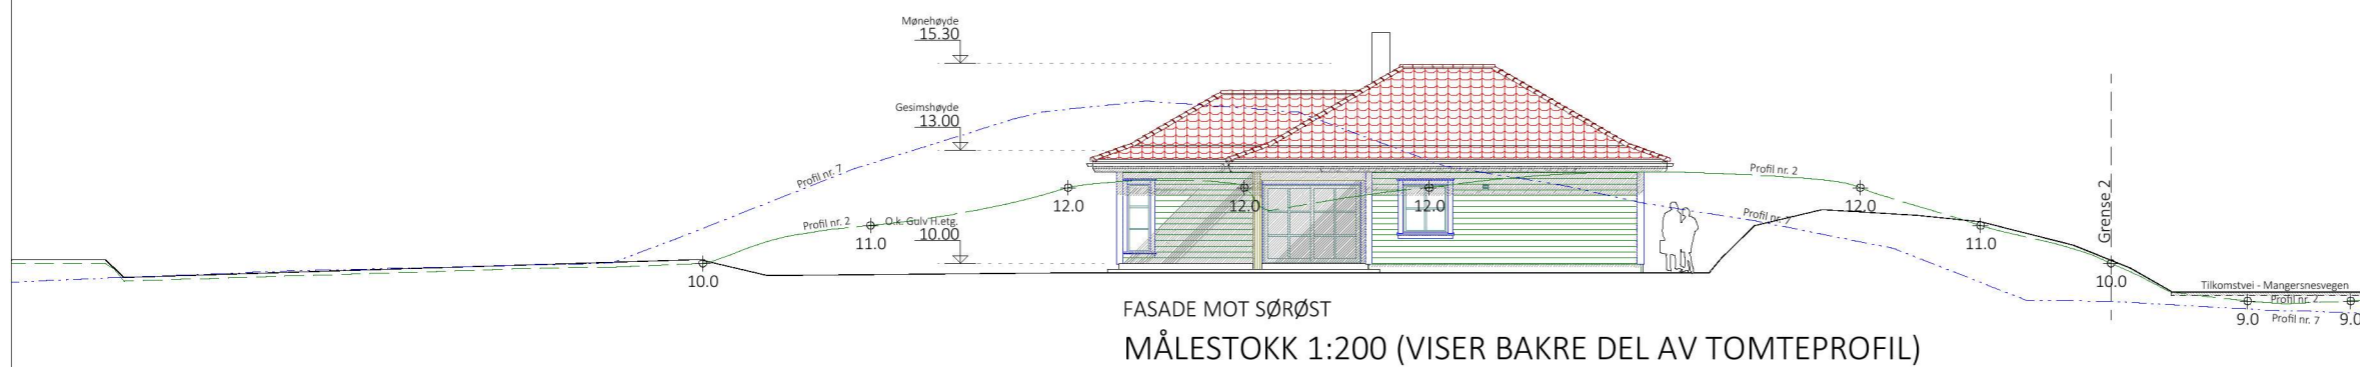 Mønehøyde
15.30
Gesimshøyde
13.00
Profil nr. 7
Profil nr. 2
O.k. Gulv H.etg.
10.00
11.0
10.0
12.0
12.0
12.0
Profil nr. 2
Profil nr. 7
12.0
11.0
Grense 2
10.0
Tilkomstvei - Mangersnesvegen
Profil nr. 2
9.0
Profil nr. 7
9.0
FASADE MOT SØRØST
MÅLESTOKK 1:200 (VISER BAKRE DEL AV TOMTEPROFIL)